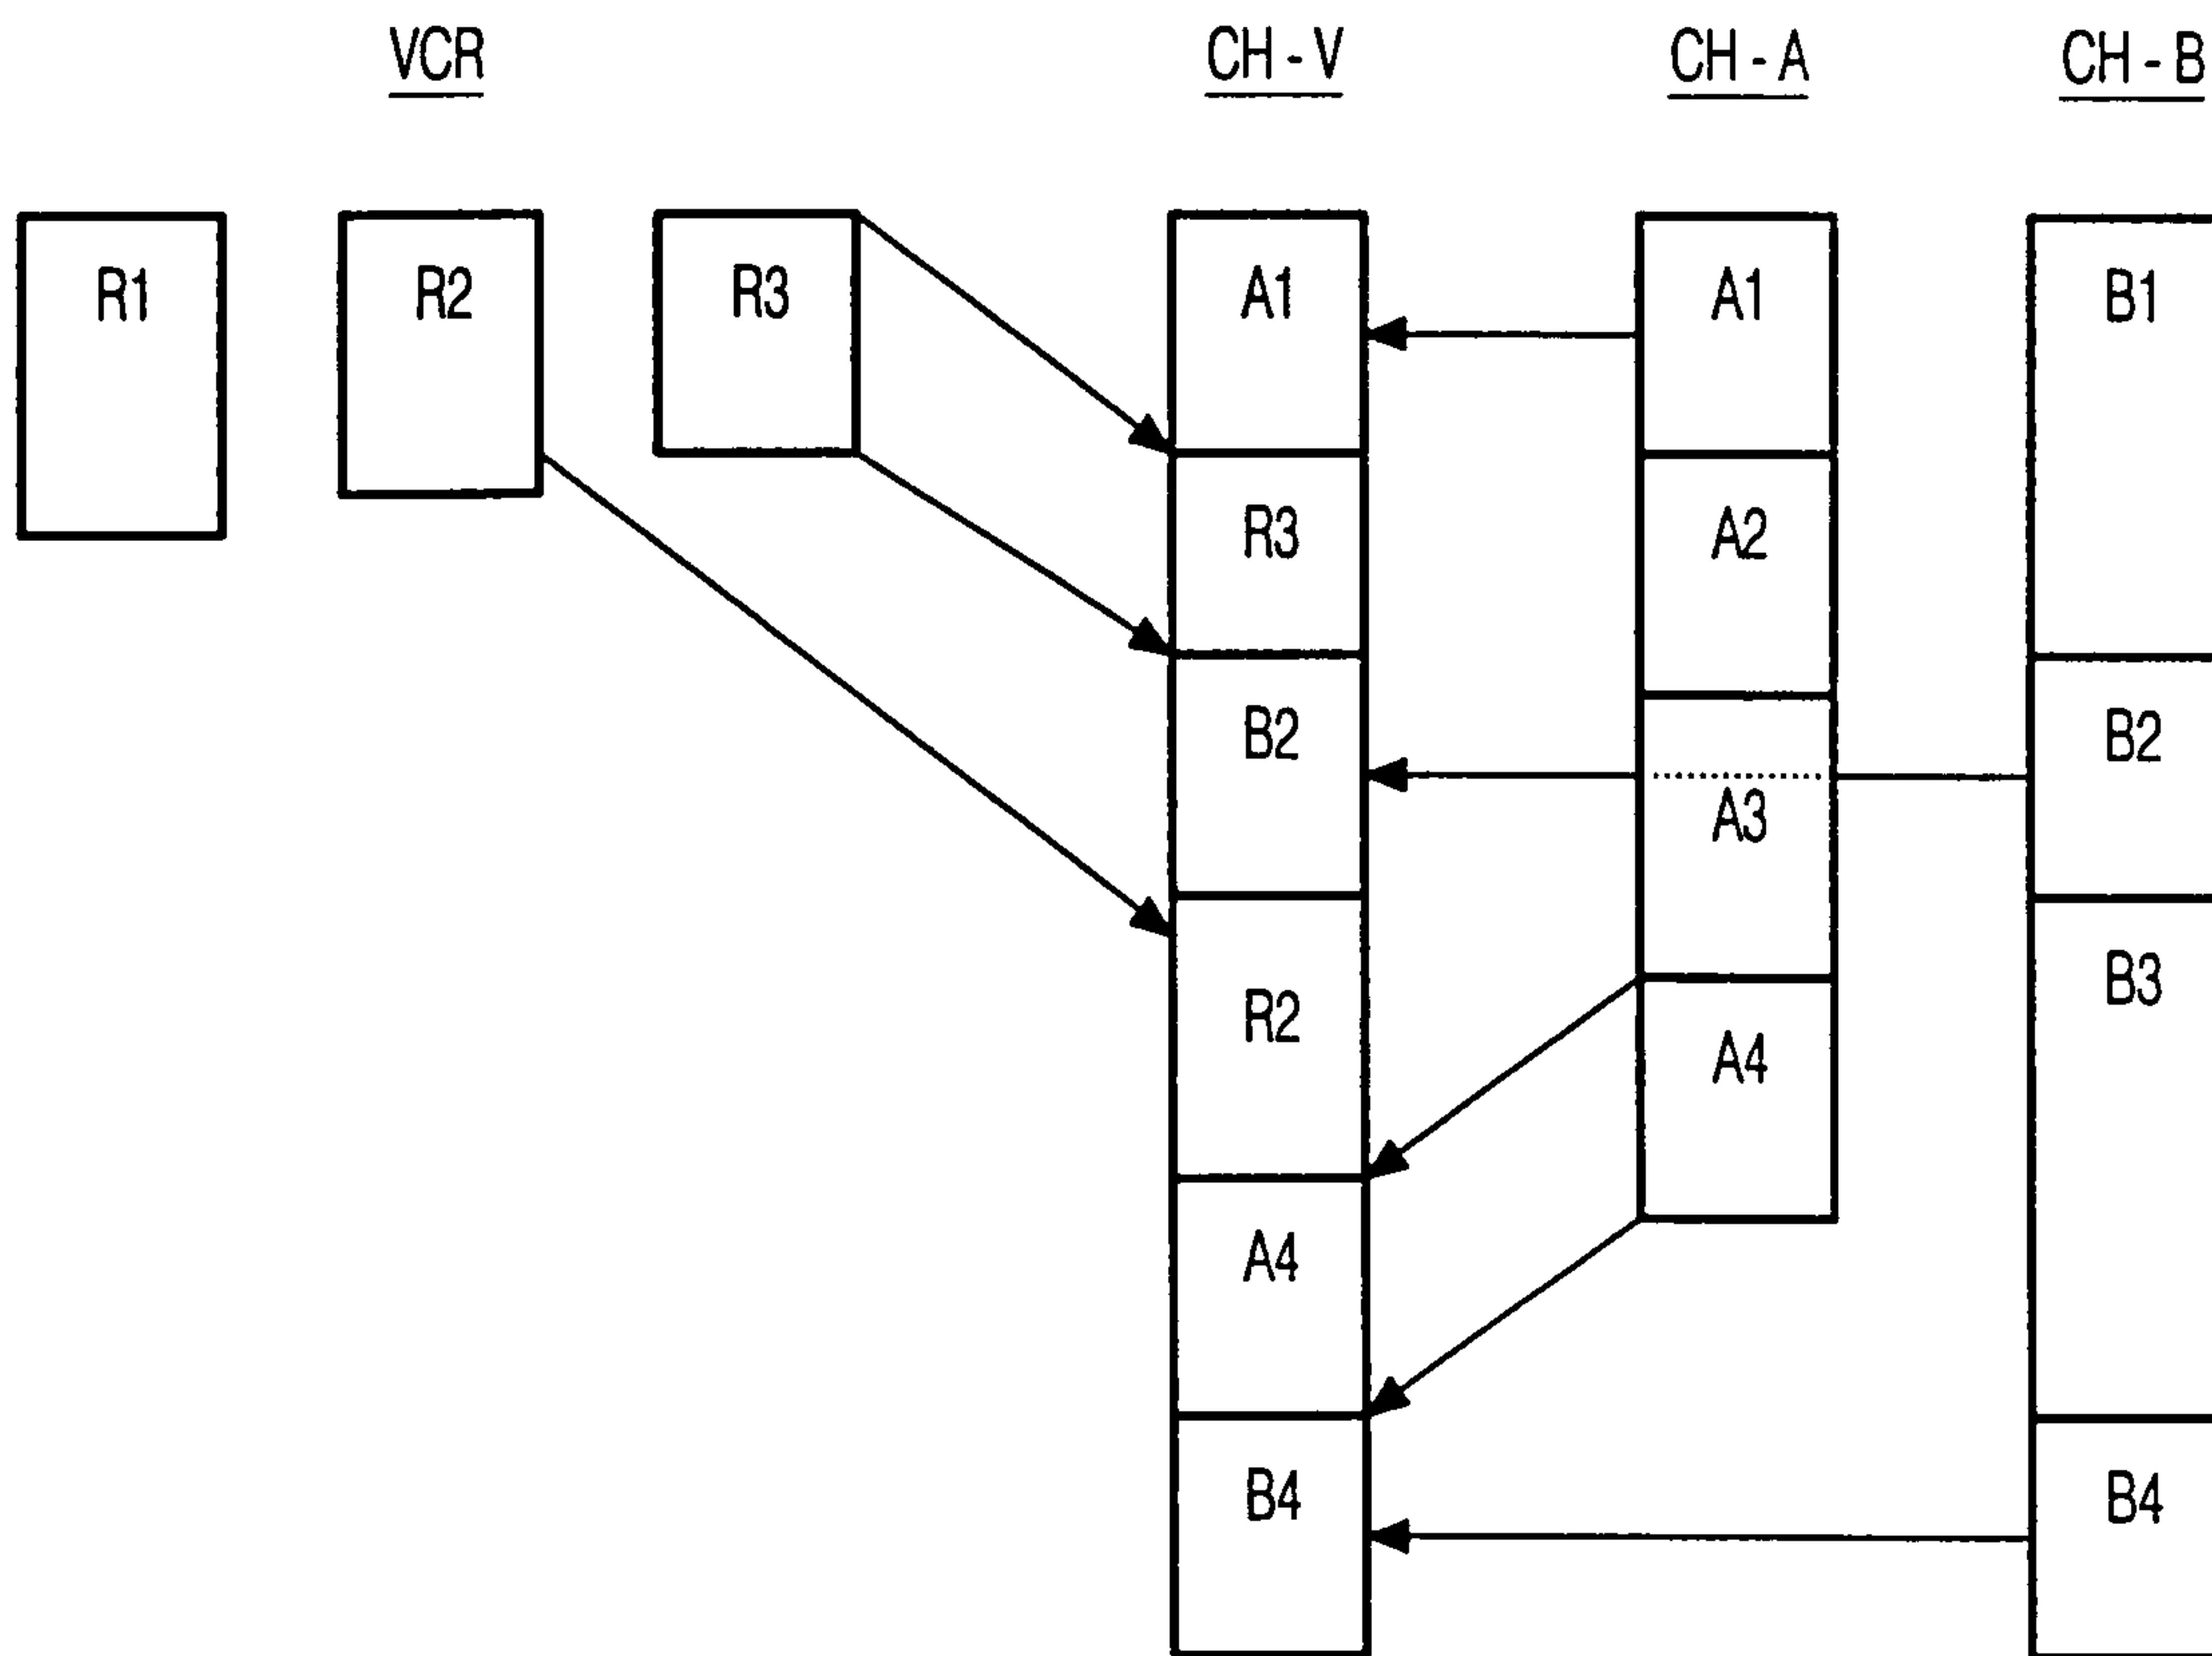 VCR CH - V CH - A CH - B
R1 R2 R3 A1 A1 B1
R3 A2
B2 A3 B2
R2 A4 B3
A4
B4 B4